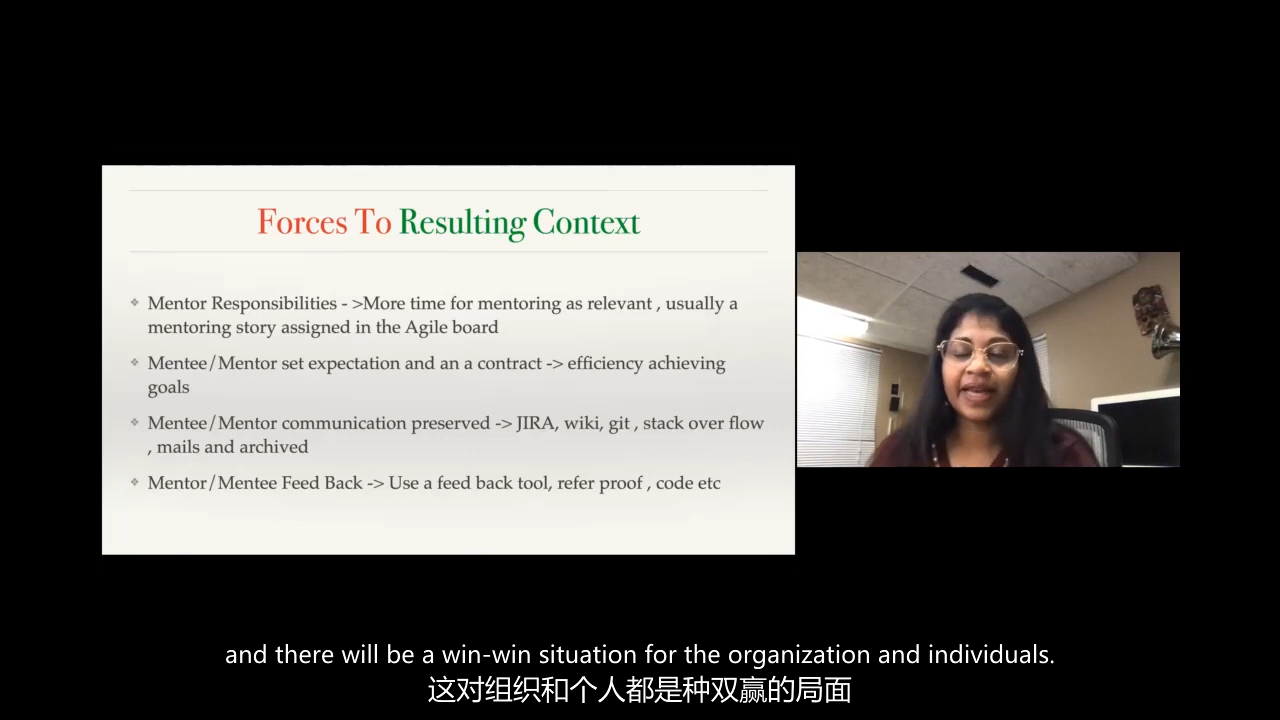 Forces To Resulting Context
Mentor Responsibilities - >More time for mentoring as relevant , usually a
mentoring story assigned in the Agile board
Mentee/Mentor set expectation and an a contract -> efficiency achieving
goals
Mentee/Mentor communication preserved -> JIRA, wiki, git , stack over flow
, mails and archived
Mentor/Mentee Feed Back -> Use a feed back tool, refer proof , code etc
and there will be a win-win situation for the organization and individuals.
这对组织和个人都是种双赢的局面